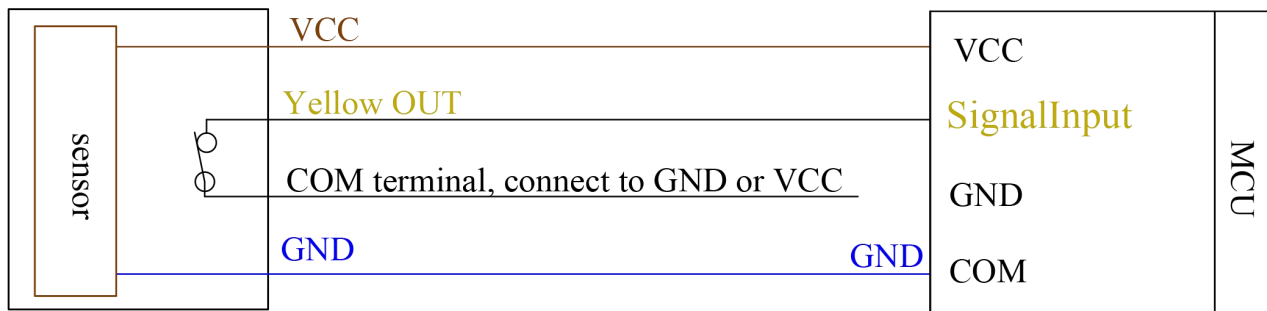 sensor
VCC
Yellow OUT
COM terminal, connect to GND or VCC
GND
GND
VCC
SignalInput
GND
COM
MCU